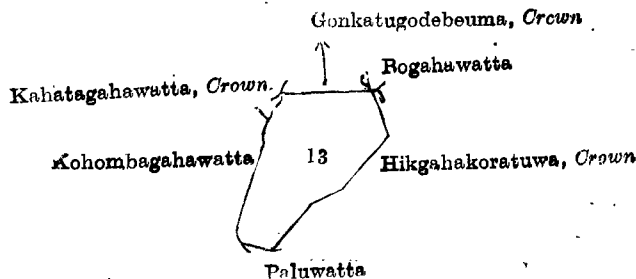 Gonkatugodebeuma, Crown
Rogahawatta
Kahatagahawatta, Crown.
Kohombagahawatta
13
Hikgahakoratuwa, Crown
Paluwatta